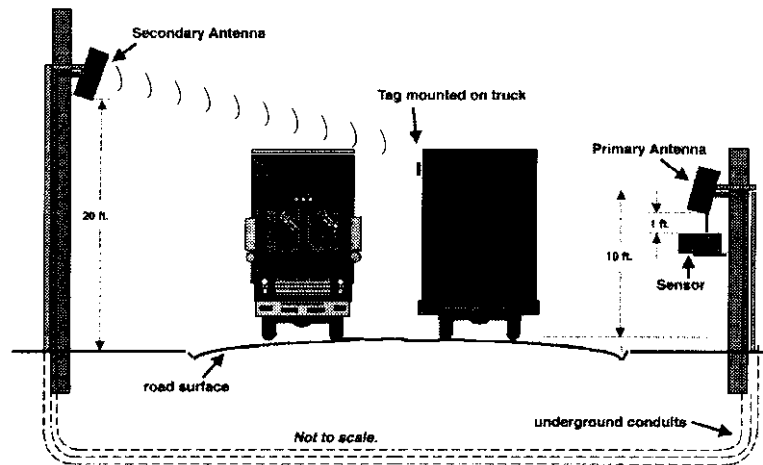 Secondary Antenna
Tag mounted on truck
Primary Antenna
20 ft.
1 ft.
10 ft.
Sensor
road surface
underground conduits
Not to scale.